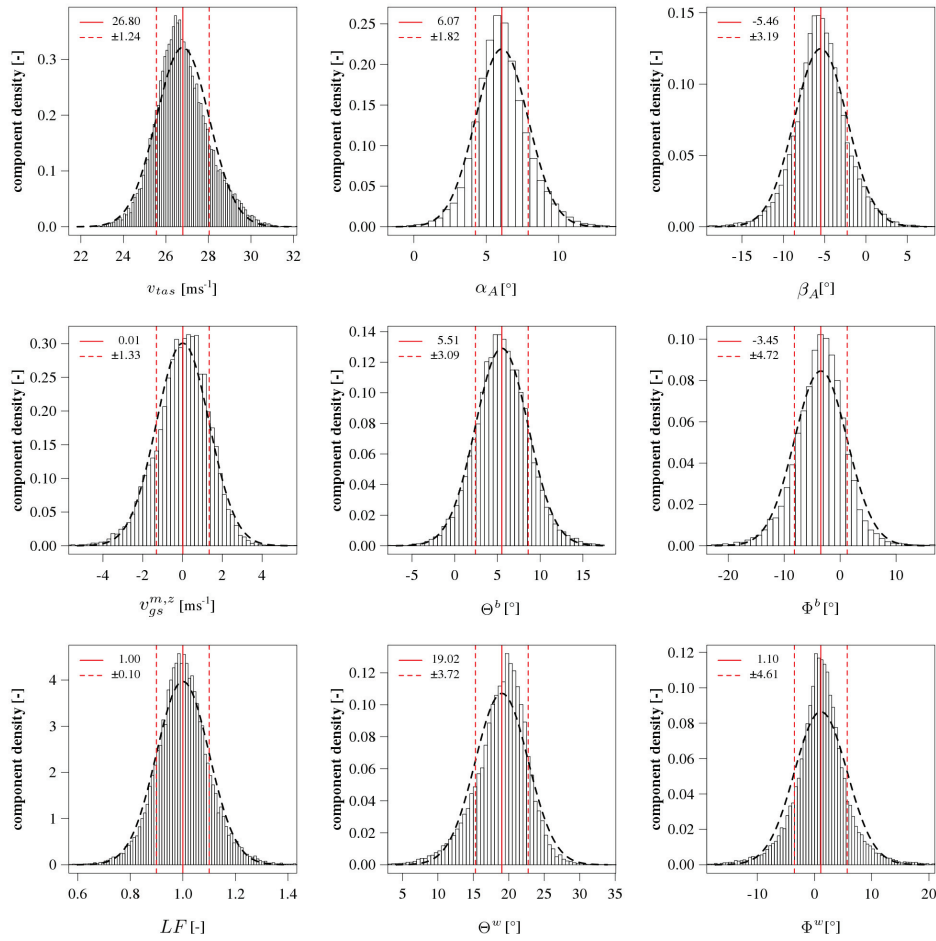 26.80
±1.24
component density [-]
0.3
0.2
0.1
0.0
22 24 26 28 30 32
v_tas [ms⁻¹]
6.07
±1.82
component density [-]
0.25
0.20
0.15
0.10
0.05
0.00
0 5 10
α_A [°]
-5.46
±3.19
component density [-]
0.15
0.10
0.05
0.00
-15 -10 -5 0 5
β_A [°]
0.01
±1.33
component density [-]
0.30
0.25
0.20
0.15
0.10
0.05
0.00
-4 -2 0 2 4
v_gs^m,z [ms⁻¹]
5.51
±3.09
component density [-]
0.14
0.12
0.10
0.08
0.06
0.04
0.02
0.00
-5 0 5 10 15
Θ^b [°]
-3.45
±4.72
component density [-]
0.10
0.08
0.06
0.04
0.02
0.00
-20 -10 0 10
Φ^b [°]
1.00
±0.10
component density [-]
4
3
2
1
0
0.6 0.8 1.0 1.2 1.4
LF [-]
19.02
±3.72
component density [-]
0.12
0.10
0.08
0.06
0.04
0.02
0.00
5 10 15 20 25 30 35
Θ^w [°]
1.10
±4.61
component density [-]
0.12
0.10
0.08
0.06
0.04
0.02
0.00
-10 0 10 20
Φ^w [°]